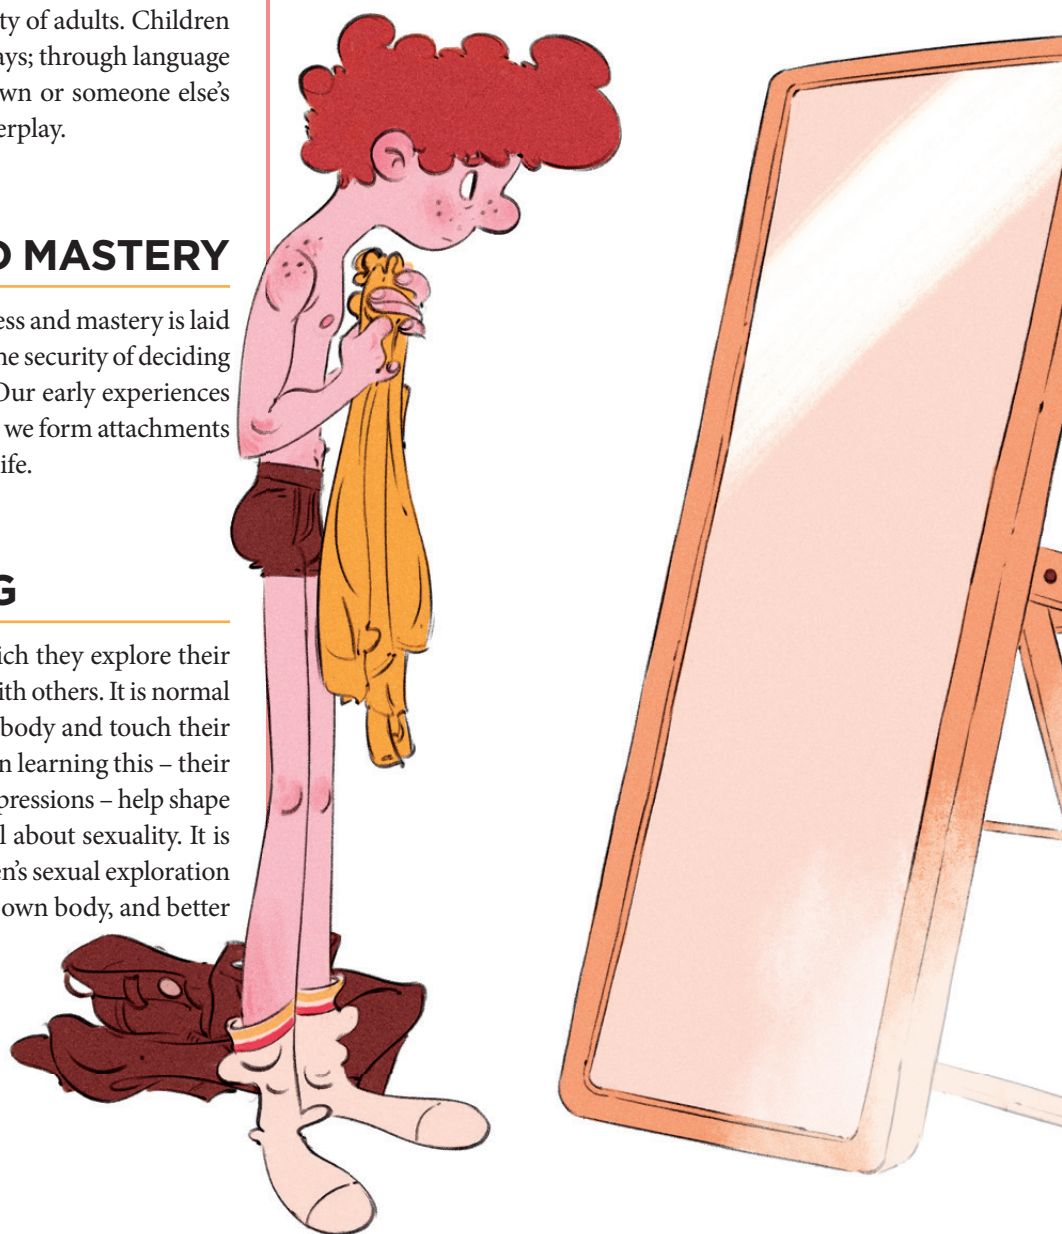 ty of adults. Children
ays; through language
wn or someone else's
erplay.
O MASTERY
ess and mastery is laid
ne security of deciding
Our early experiences
we form attachments
ife.
G
ich they explore their
ith others. It is normal
body and touch their
n learning this – their
pressions – help shape
l about sexuality. It is
en's sexual exploration
own body, and better